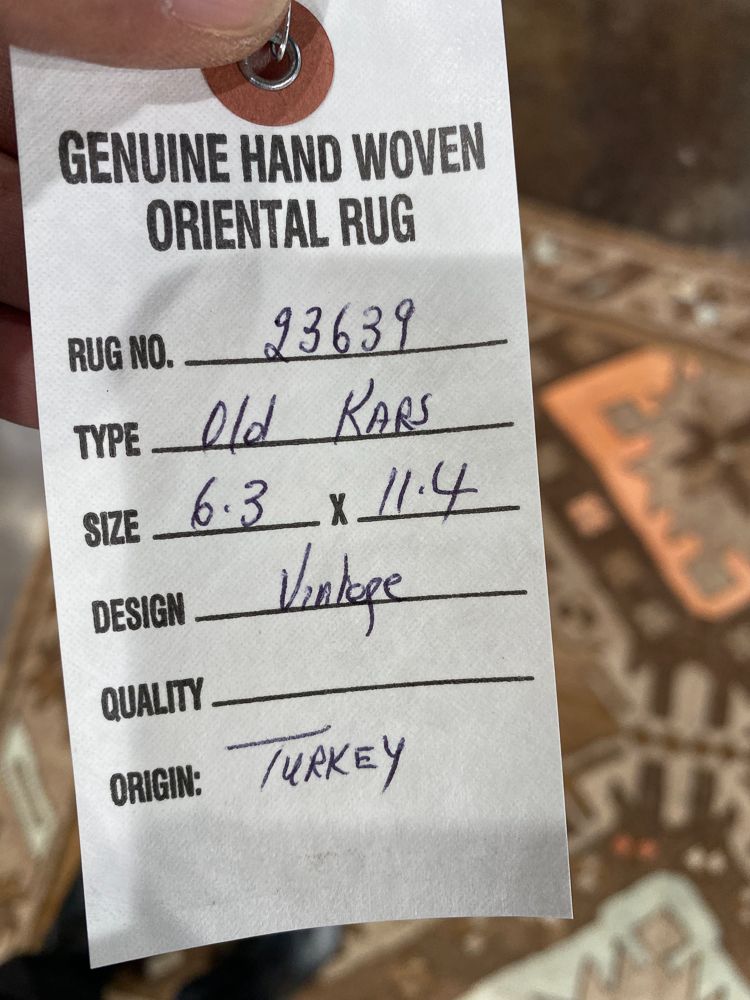 GENUINE HAND WOVEN
ORIENTAL RUG
RUG NO. 23639
TYPE Old KARS
SIZE 6.3 X 11.4
DESIGN Vintage
QUALITY
ORIGIN: TURKEY